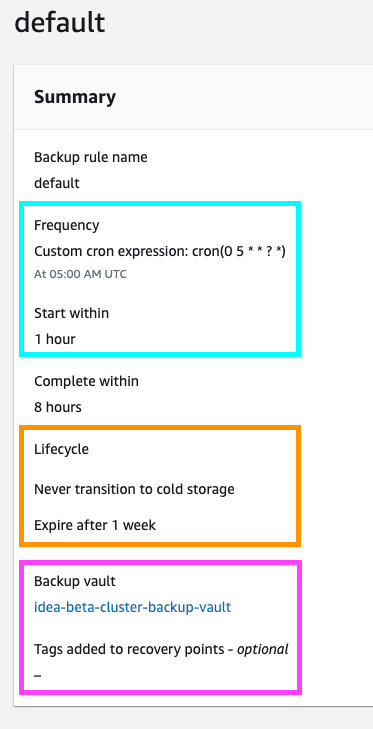 default
Summary
Backup rule name
default
Frequency
Custom cron expression: cron(0 5 * * ? *)
At 05:00 AM UTC
Start within
1 hour
Complete within
8 hours
Lifecycle
Never transition to cold storage
Expire after 1 week
Backup vault
idea-beta-cluster-backup-vault
Tags added to recovery points - optional
–